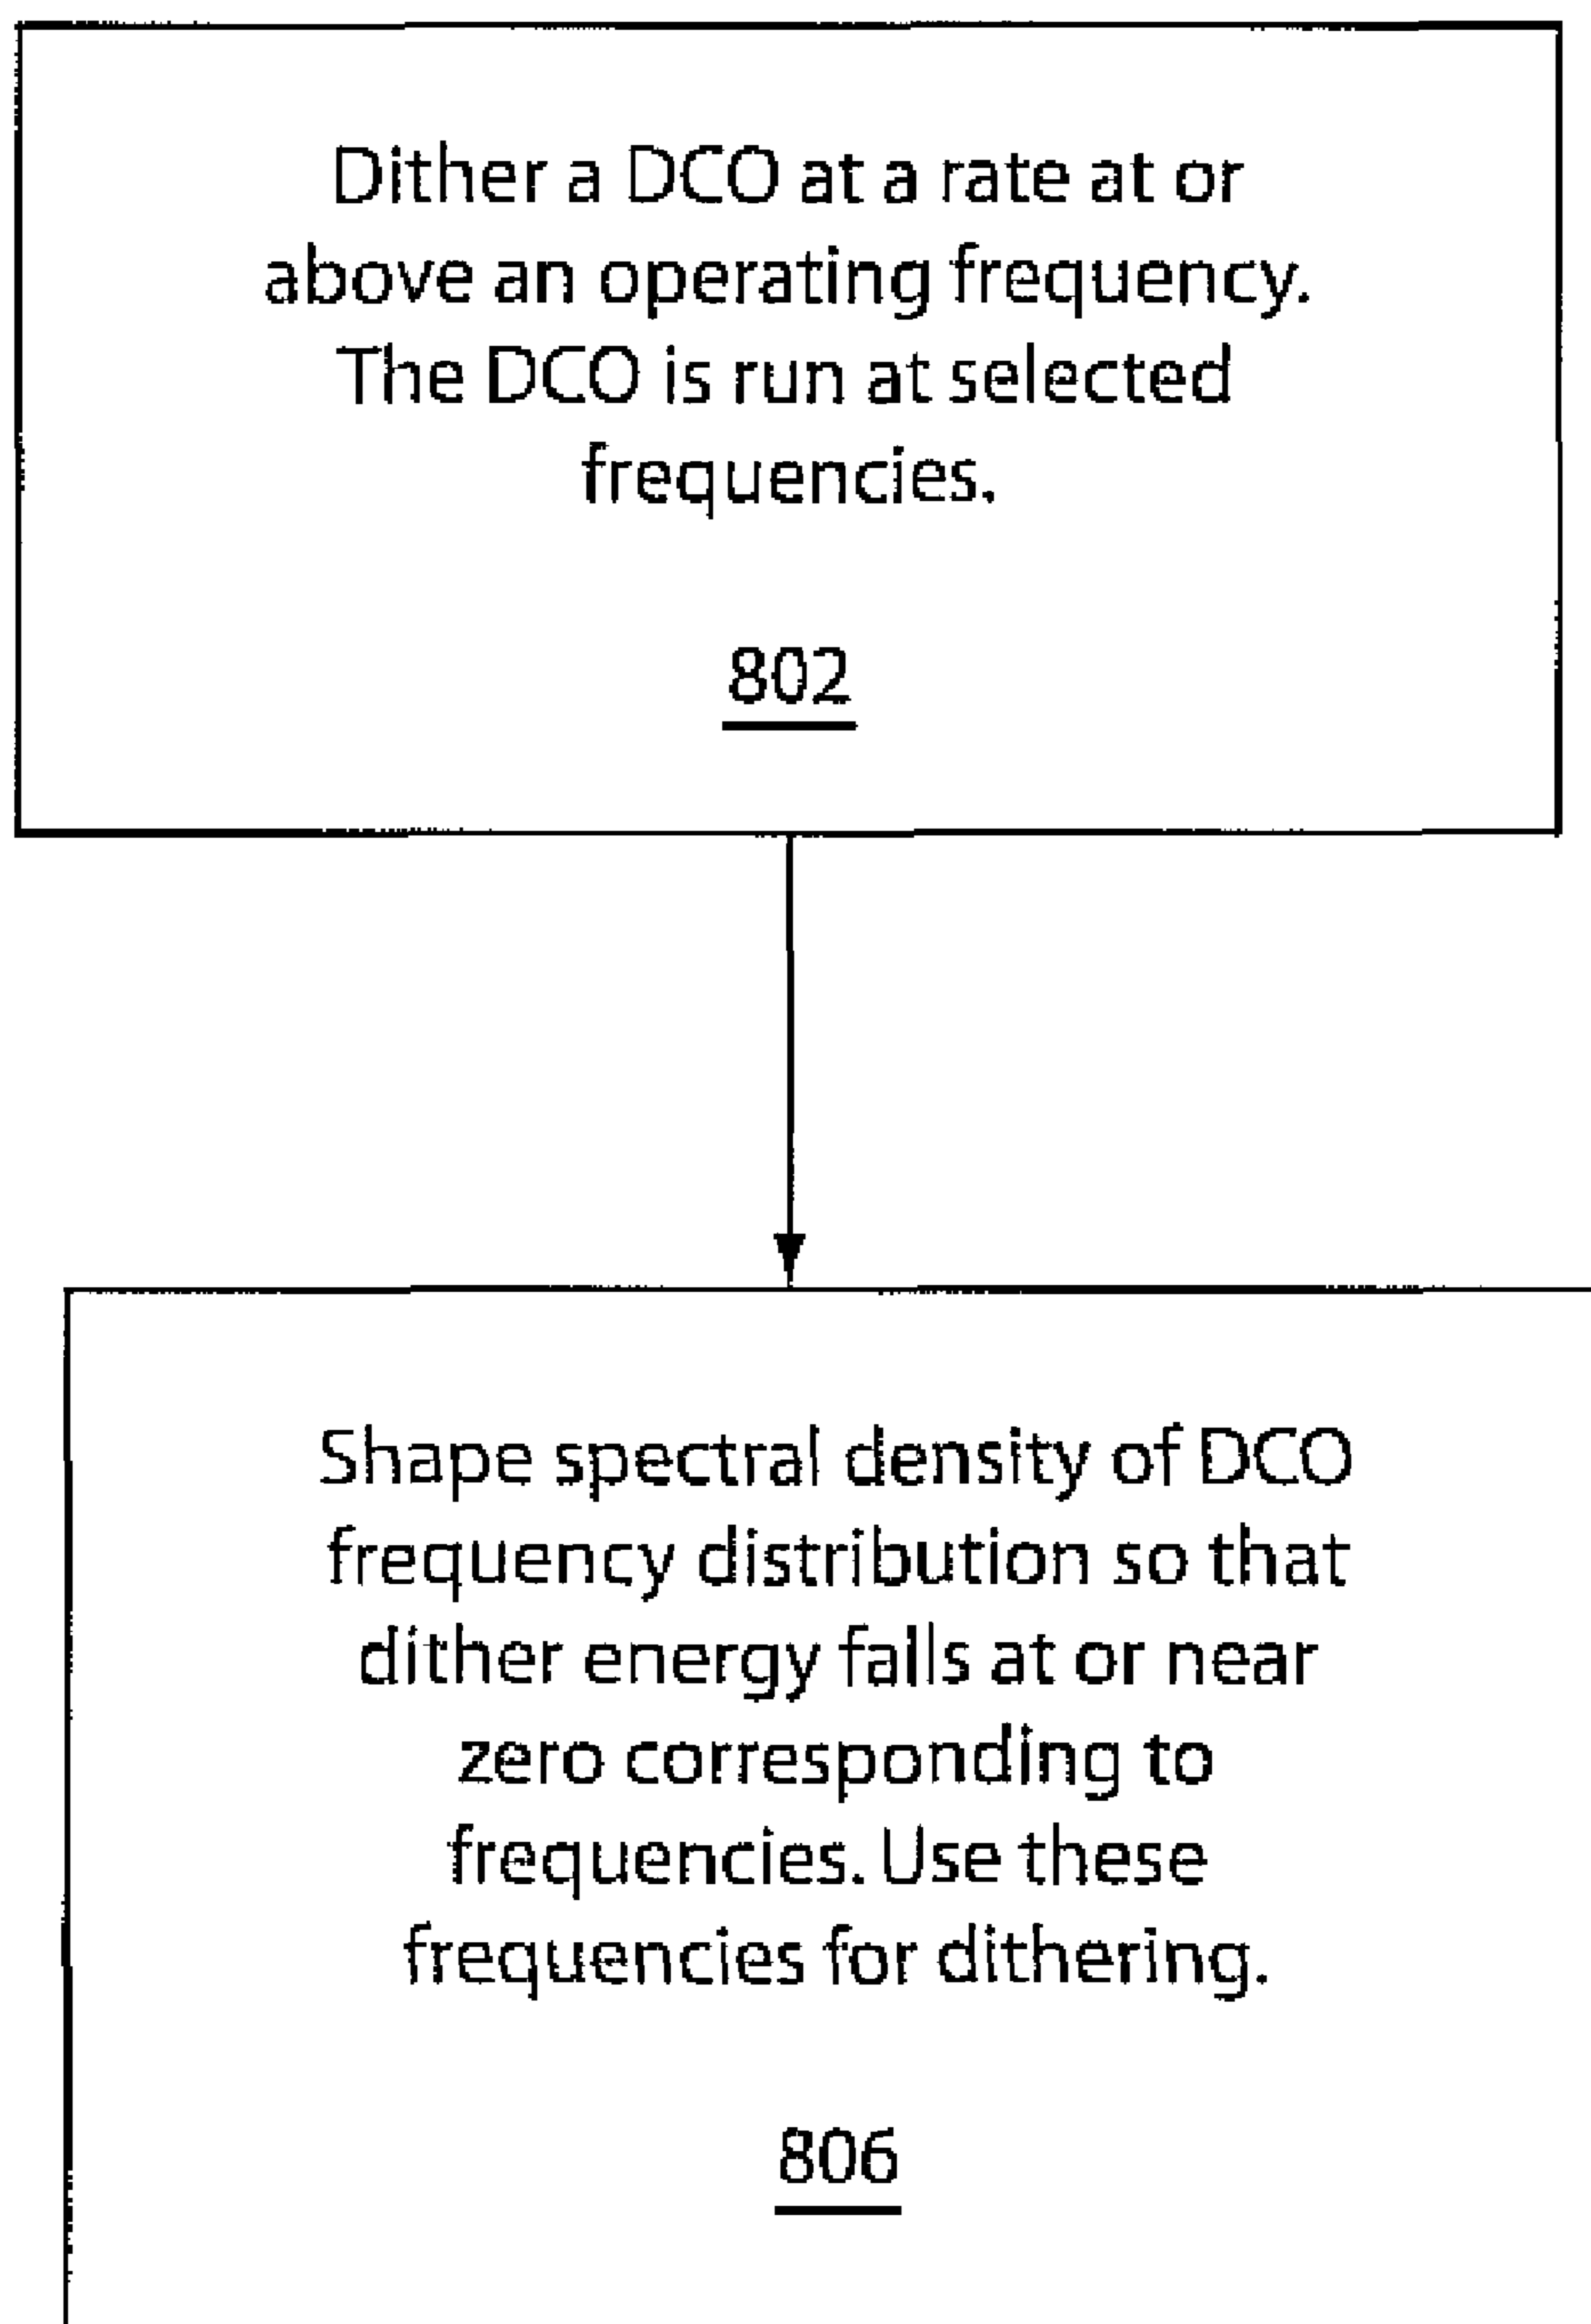 Dither a DCO at a rate at or
above an operating frequency.
The DCO is run at selected
frequencies.
802
Shape spectral density of DCO
frequency distribution so that
dither energy falls at or near
zero corresponding to
frequencies. Use these
frequencies for dithering.
806